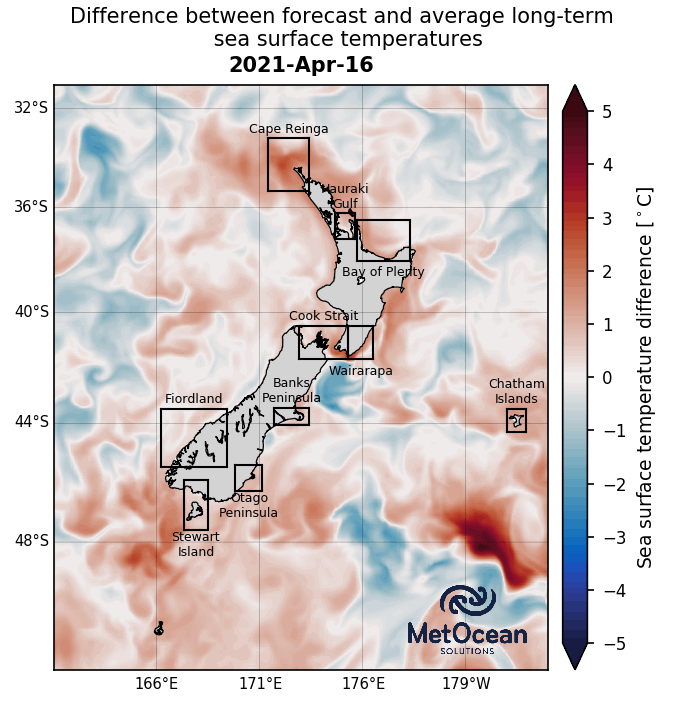 Difference between forecast and average long-term
sea surface temperatures
2021-Apr-16
32°S
36°S
40°S
44°S
48°S
Cape Reinga
Hauraki
Gulf
Bay of Plenty
Cook Strait
Wairarapa
Banks
Peninsula
Fiordland
Chatham
Islands
Otago
Peninsula
Stewart
Island
MetOcean
SOLUTIONS
166°E
171°E
176°E
179°W
5
4
3
2
1
0
−1
−2
−3
−4
−5
Sea surface temperature difference [°C]